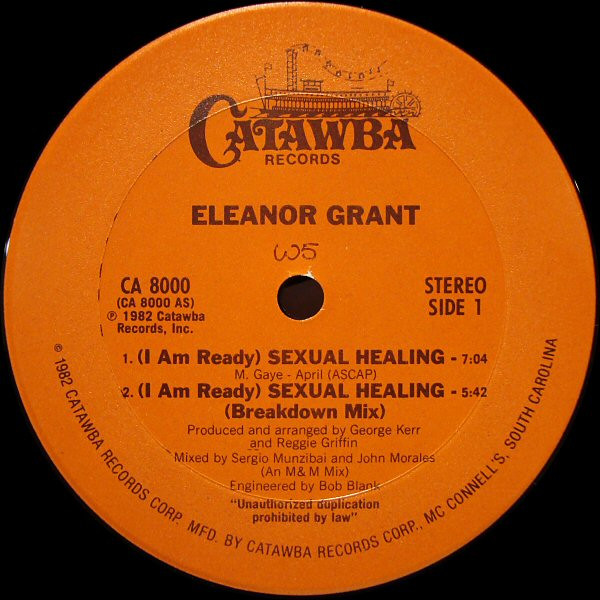 CATAWBA
RECORDS
ELEANOR GRANT
W5
CA 8000
(CA 8000 AS)
℗ 1982 Catawba
Records, Inc.
STEREO
SIDE 1
1. (I Am Ready) SEXUAL HEALING - 7:04
M. Gaye - April (ASCAP)
2. (I Am Ready) SEXUAL HEALING - 5:42
(Breakdown Mix)
Produced and arranged by George Kerr
and Reggie Griffin
Mixed by Sergio Munzibai and John Morales
(An M&M Mix)
Engineered by Bob Blank
"Unauthorized duplication
prohibited by law"
© 1982 CATAWBA RECORDS CORP. MFD. BY CATAWBA RECORDS CORP., MC CONNELL'S, SOUTH CAROLINA